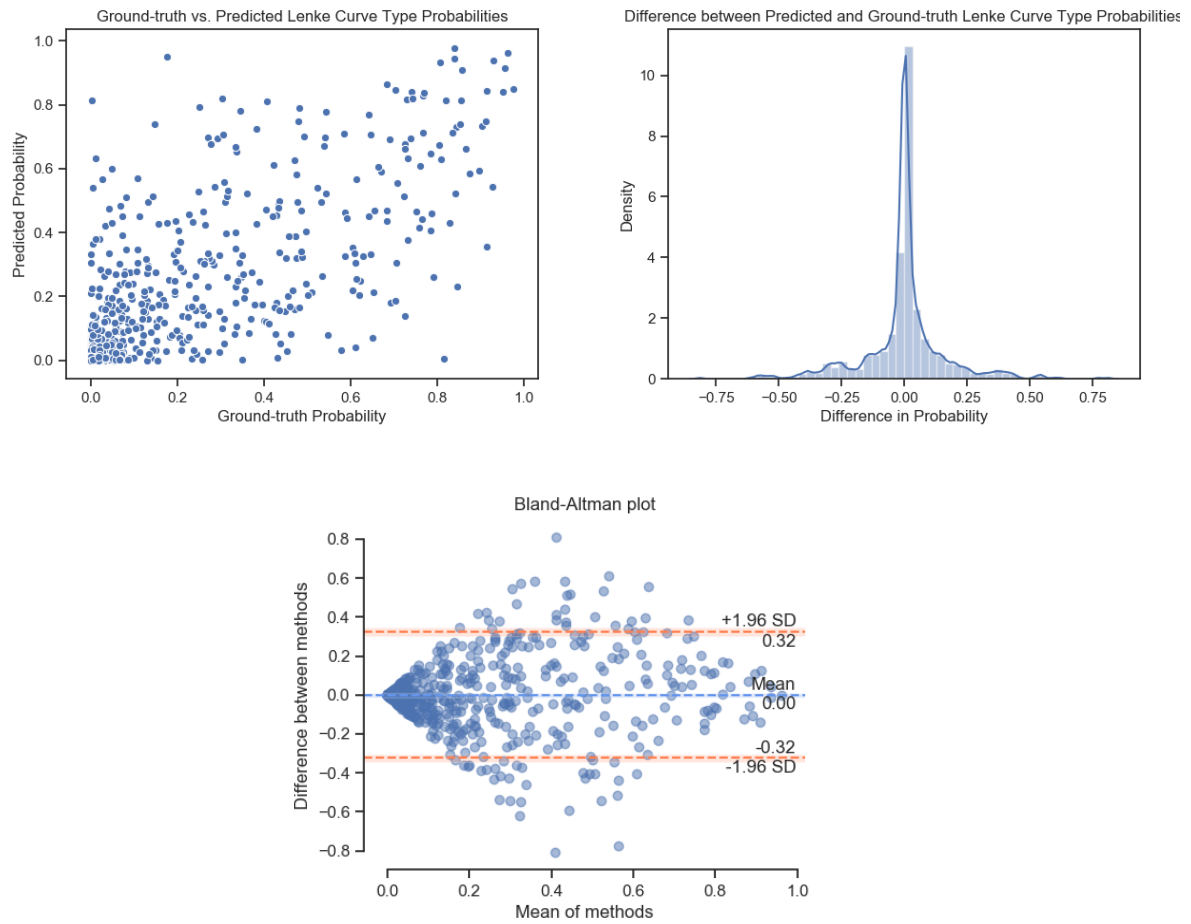 Ground-truth vs. Predicted Lenke Curve Type Probabilities
1.0
0.8
0.6
0.4
0.2
0.0
Predicted Probability
0.0 0.2 0.4 0.6 0.8 1.0
Ground-truth Probability
Difference between Predicted and Ground-truth Lenke Curve Type Probabilities
10
8
6
4
2
0
Density
−0.75 −0.50 −0.25 0.00 0.25 0.50 0.75
Difference in Probability
Bland-Altman plot
0.8
0.6
0.4
0.2
0.0
−0.2
−0.4
−0.6
−0.8
Difference between methods
+1.96 SD
0.32
Mean
0.00
-0.32
-1.96 SD
0.0 0.2 0.4 0.6 0.8 1.0
Mean of methods